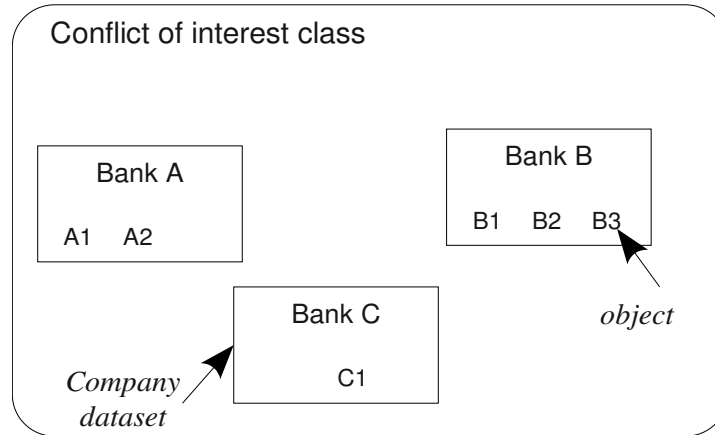 Conflict of interest class
Bank A
A1 A2
Bank B
B1 B2 B3
object
Bank C
C1
Company
dataset